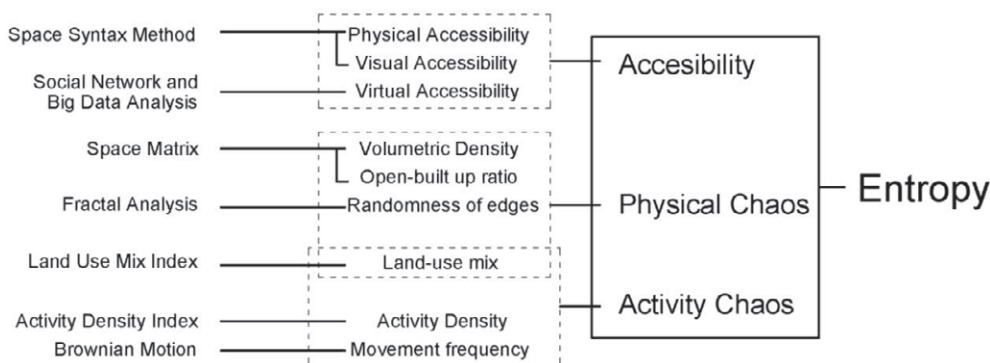 Space Syntax Method
Physical Accessibility
Visual Accessibility
Social Network and
Big Data Analysis
Virtual Accessibility
Space Matrix
Volumetric Density
Open-built up ratio
Fractal Analysis
Randomness of edges
Land Use Mix Index
Land-use mix
Activity Density Index
Activity Density
Brownian Motion
Movement frequency
Accesibility
Physical Chaos
Activity Chaos
Entropy